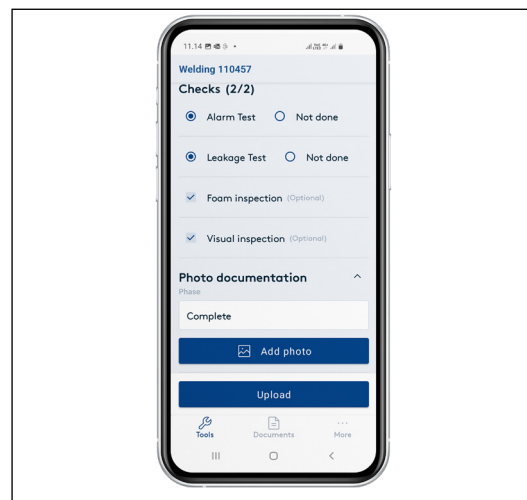 11.14
Welding 110457
Checks (2/2)
Alarm Test Not done
Leakage Test Not done
Foam inspection (Optional)
Visual inspection (Optional)
Photo documentation
Phase
Complete
Add photo
Upload
Tools Documents More